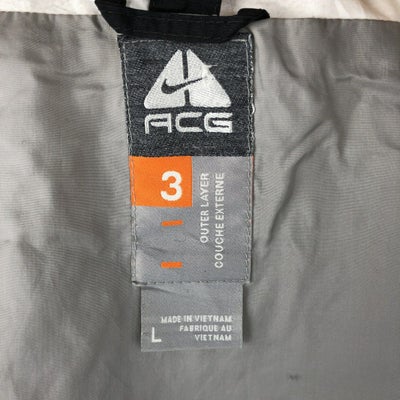 ACG
3
OUTER LAYER
COUCHE EXTERNE
L
MADE IN VIETNAM
FABRIQUE AU
VIETNAM